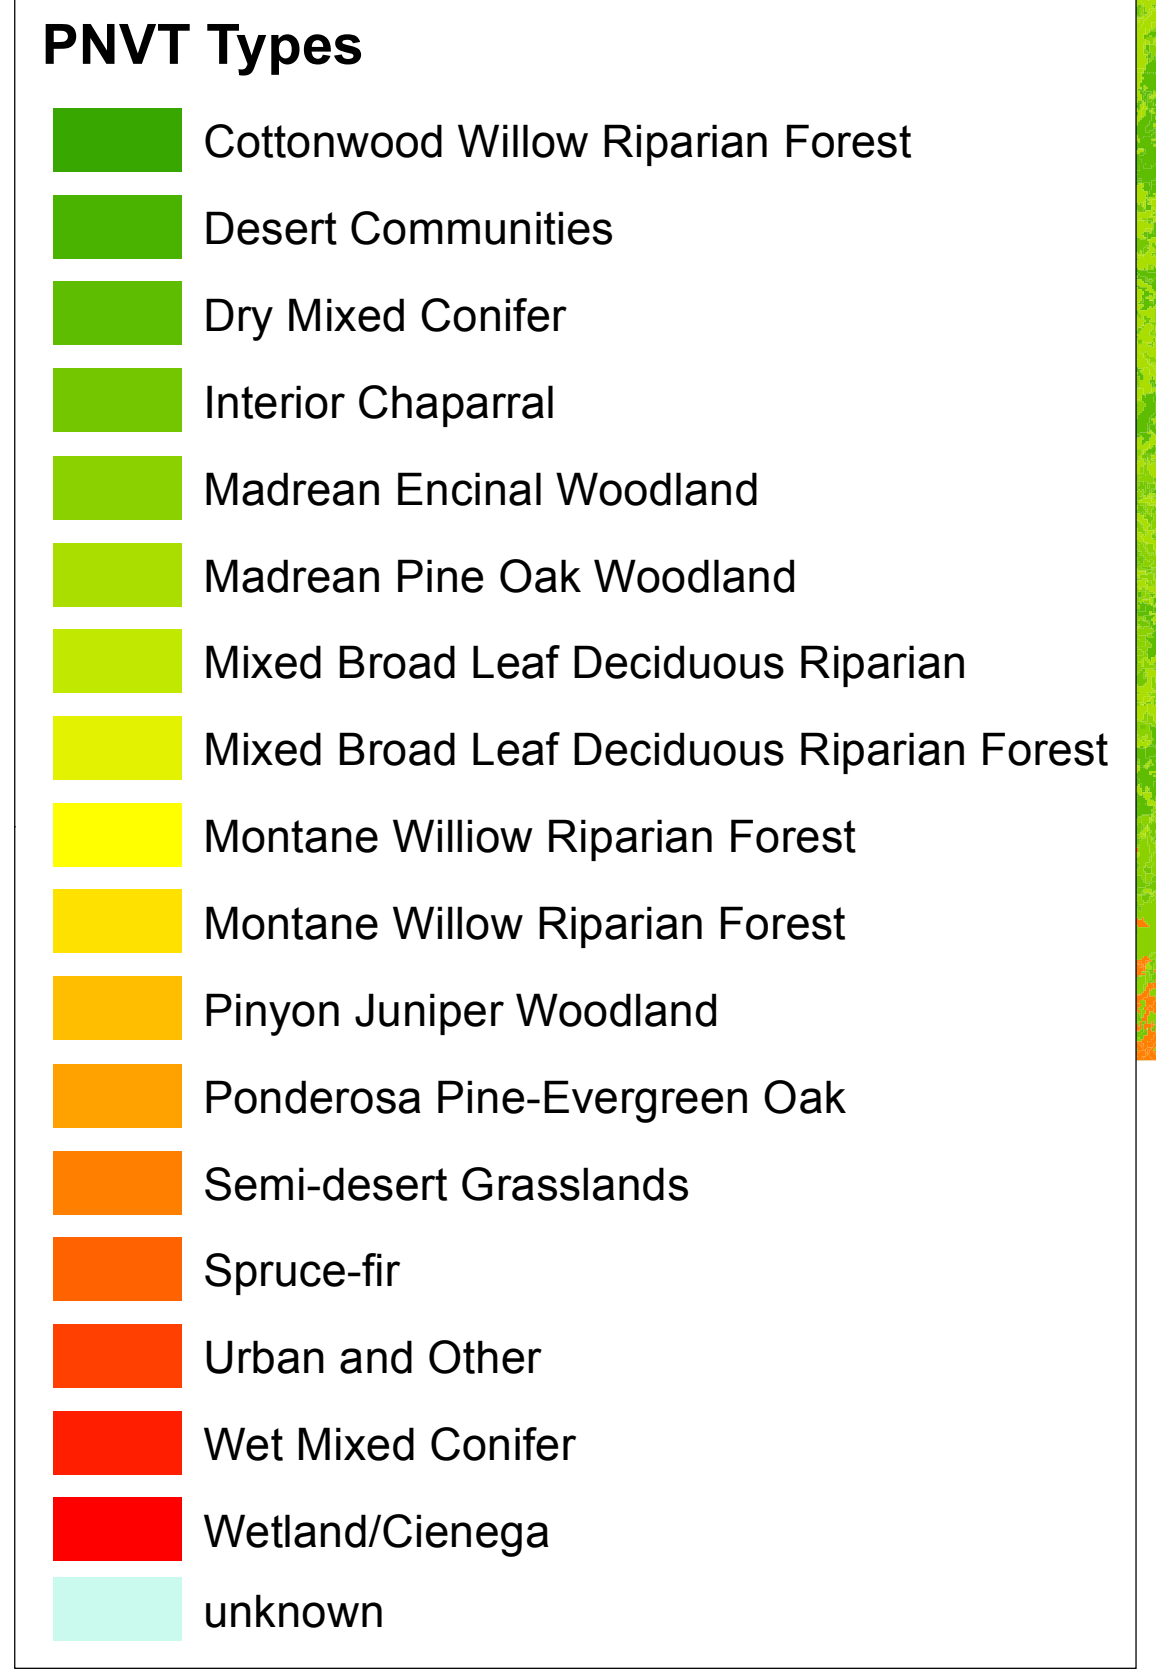 PNVT Types
Cottonwood Willow Riparian Forest
Desert Communities
Dry Mixed Conifer
Interior Chaparral
Madrean Encinal Woodland
Madrean Pine Oak Woodland
Mixed Broad Leaf Deciduous Riparian
Mixed Broad Leaf Deciduous Riparian Forest
Montane Williow Riparian Forest
Montane Willow Riparian Forest
Pinyon Juniper Woodland
Ponderosa Pine-Evergreen Oak
Semi-desert Grasslands
Spruce-fir
Urban and Other
Wet Mixed Conifer
Wetland/Cienega
unknown